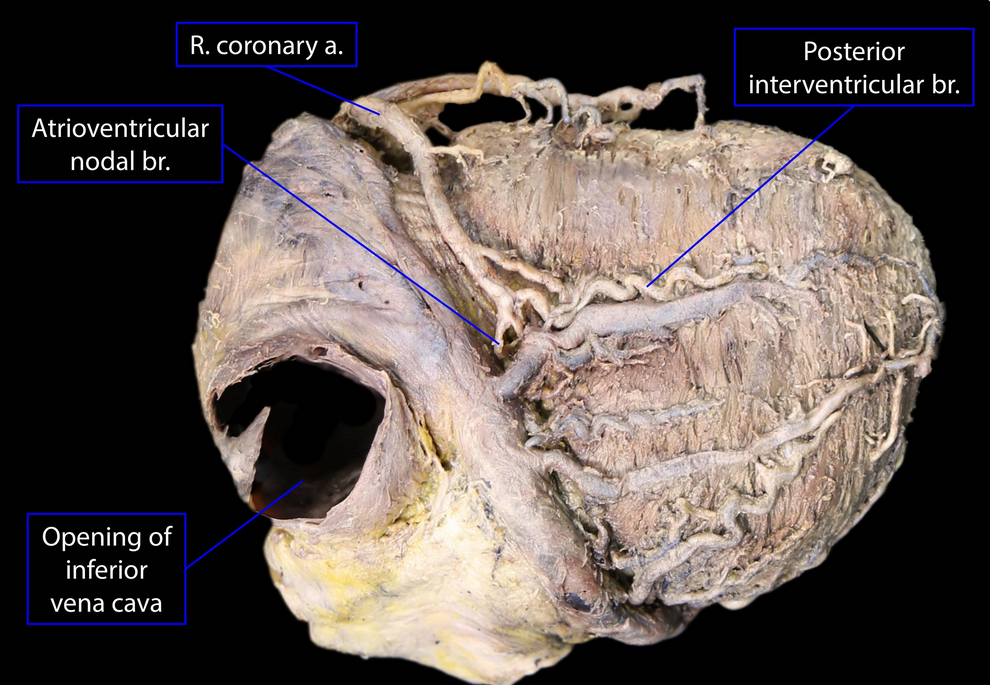 R. coronary a.
Posterior
interventricular br.
Atrioventricular
nodal br.
Opening of
inferior
vena cava